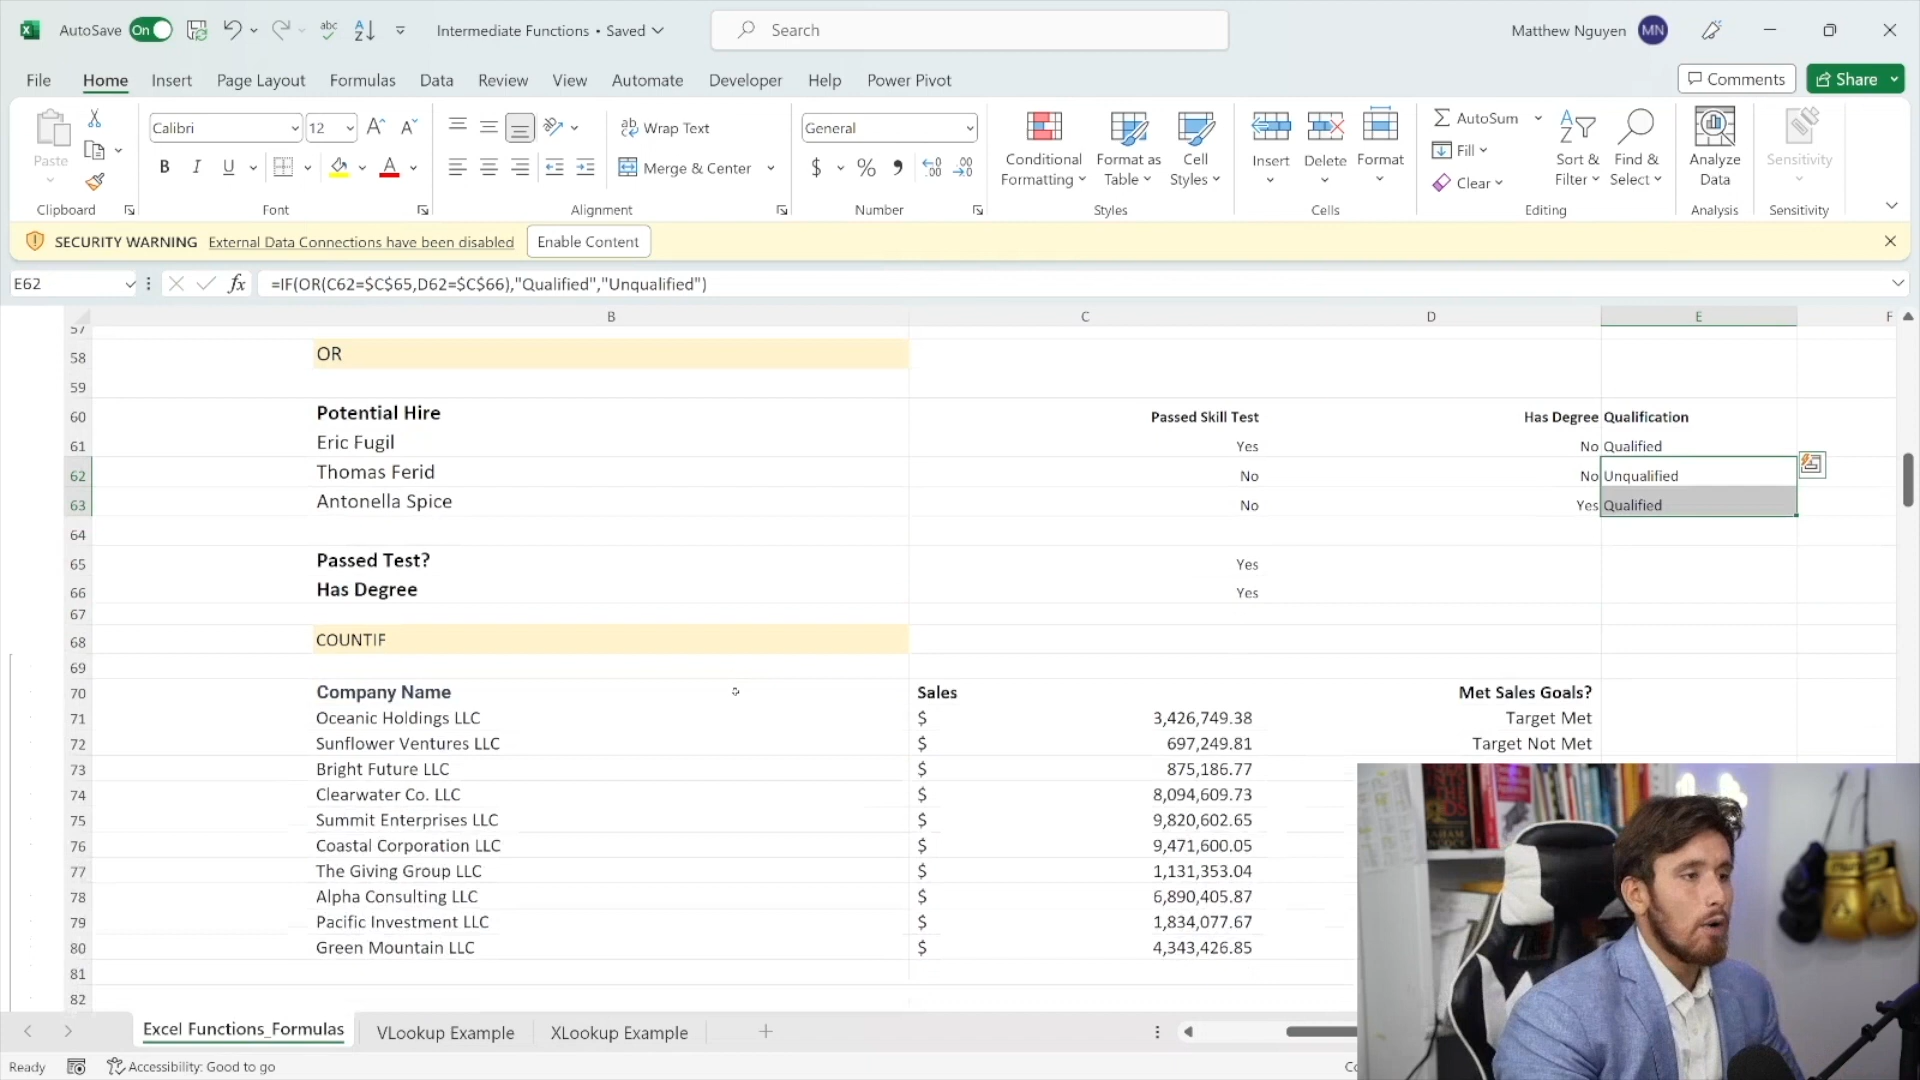 AutoSave On Intermediate Functions • Saved Search Matthew Nguyen MN
File Home Insert Page Layout Formulas Data Review View Automate Developer Help Power Pivot Comments Share
Paste
Calibri 12
B I U A
Wrap Text
Merge & Center
General
$ %
Conditional Formatting
Format as Table
Cell Styles
Insert
Delete
Format
AutoSum
Fill
Clear
Sort & Filter
Find & Select
Analyze Data
Sensitivity
Clipboard Font Alignment Number Styles Cells Editing Analysis Sensitivity
SECURITY WARNING External Data Connections have been disabled Enable Content
E62 fx =IF(OR(C62=$C$65,D62=$C$66),"Qualified","Unqualified")
B C D E F
57
58 OR
59
60 Potential Hire Passed Skill Test Has Degree Qualification
61 Eric Fugil Yes No Qualified
62 Thomas Ferid No No Unqualified
63 Antonella Spice No Yes Qualified
64
65 Passed Test? Yes
66 Has Degree Yes
67
68 COUNTIF
69
70 Company Name Sales Met Sales Goals?
71 Oceanic Holdings LLC $ 3,426,749.38 Target Met
72 Sunflower Ventures LLC $ 697,249.81 Target Not Met
73 Bright Future LLC $ 875,186.77
74 Clearwater Co. LLC $ 8,094,609.73
75 Summit Enterprises LLC $ 9,820,602.65
76 Coastal Corporation LLC $ 9,471,600.05
77 The Giving Group LLC $ 1,131,353.04
78 Alpha Consulting LLC $ 6,890,405.87
79 Pacific Investment LLC $ 1,834,077.67
80 Green Mountain LLC $ 4,343,426.85
81
82
Excel Functions_Formulas VLookup Example XLookup Example
Ready Accessibility: Good to go